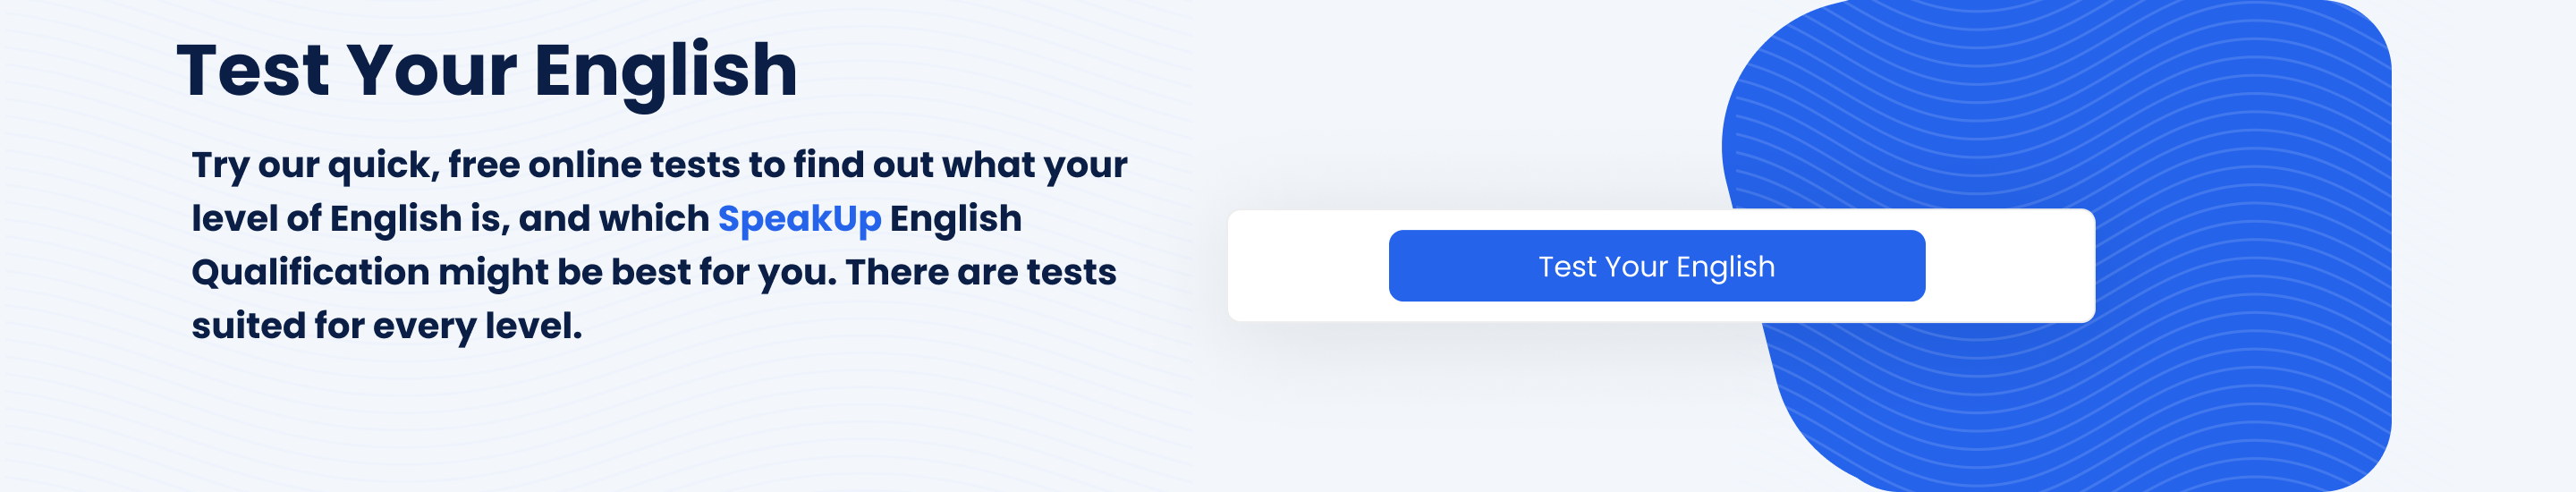 Test Your English
Try our quick, free online tests to find out what your
level of English is, and which SpeakUp English
Qualification might be best for you. There are tests
suited for every level.
Test Your English